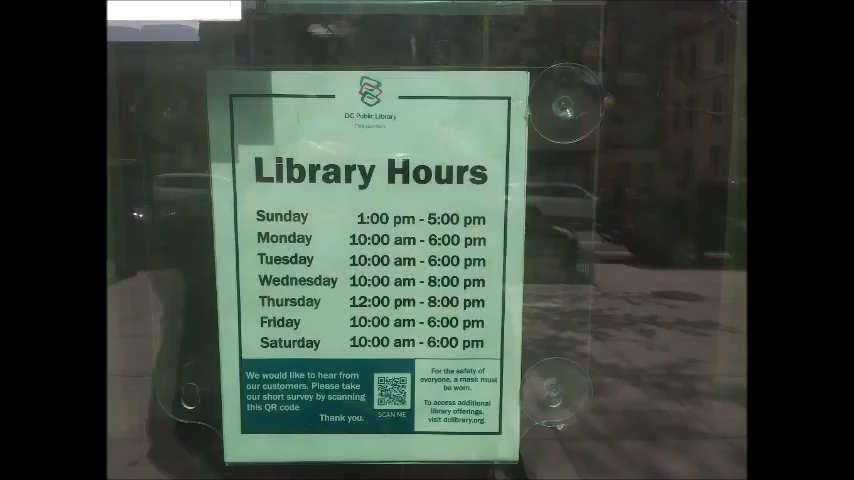 DC Public Library
Library Hours
Sunday 1:00 pm - 5:00 pm
Monday 10:00 am - 6:00 pm
Tuesday 10:00 am - 6:00 pm
Wednesday 10:00 am - 8:00 pm
Thursday 12:00 pm - 8:00 pm
Friday 10:00 am - 6:00 pm
Saturday 10:00 am - 6:00 pm
We would like to hear from
our customers. Please take
our short survey by scanning
this QR code
Thank you.
SCAN ME
For the safety of
everyone, a mask must
be worn.
To access additional
library offerings,
visit dclibrary.org